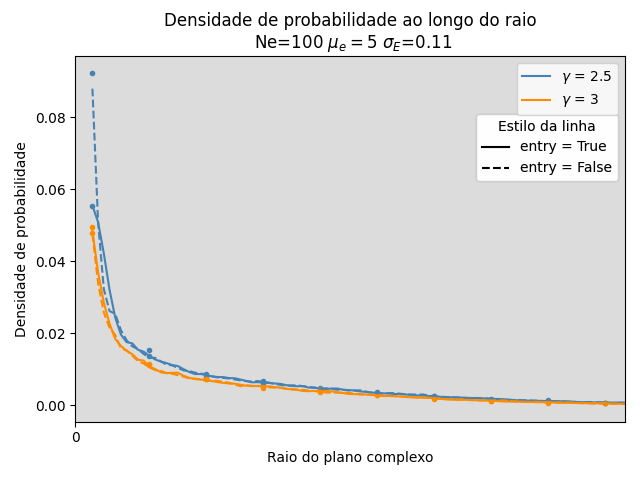 Densidade de probabilidade ao longo do raio
Ne=100 μₑ = 5 σ_E=0.11
γ = 2.5
γ = 3
Estilo da linha
entry = True
entry = False
Densidade de probabilidade
0.08
0.06
0.04
0.02
0.00
0
Raio do plano complexo